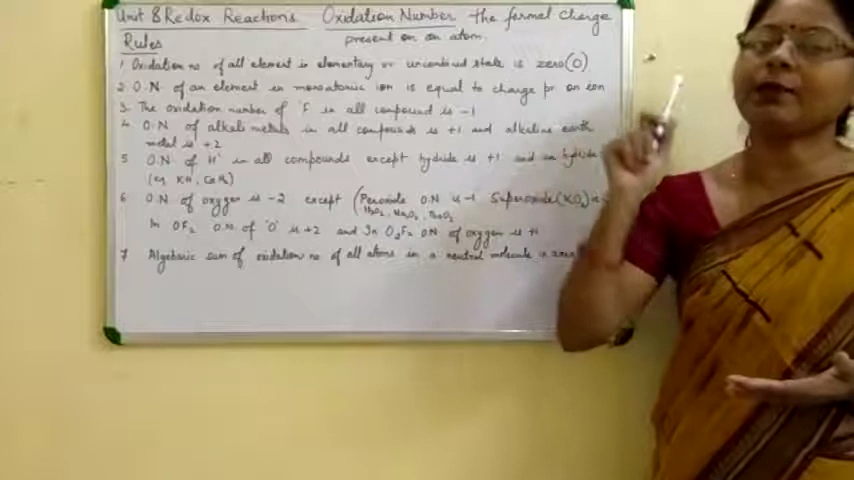 Unit 8 Redox Reactions Oxidation Number The formal Charge
Rules present on an atom.
1 Oxidation no of all element in elementary or uncombined state is zero (0)
2 O.N of an element in monoatomic ion is equal to charge pr on ion
3. The oxidation number of 'F' in all compound is -1
4. O.N of alkali metals in all compounds is +1 and alkaline earth
metal is +2
5 O.N of 'H' in all compounds except hydride is +1 and in hydride
(eg KH, CaH2)
6 O.N of oxygen is -2 except (Peroxide O.N is -1 Superoxide (KO2)
H2O2, Na2O2, BaO2
In OF2 O.N of 'O' is +2 and In O2F2 O.N of oxygen is +1
7 Algebraic sum of oxidation no of all atoms in a neutral molecule is zero